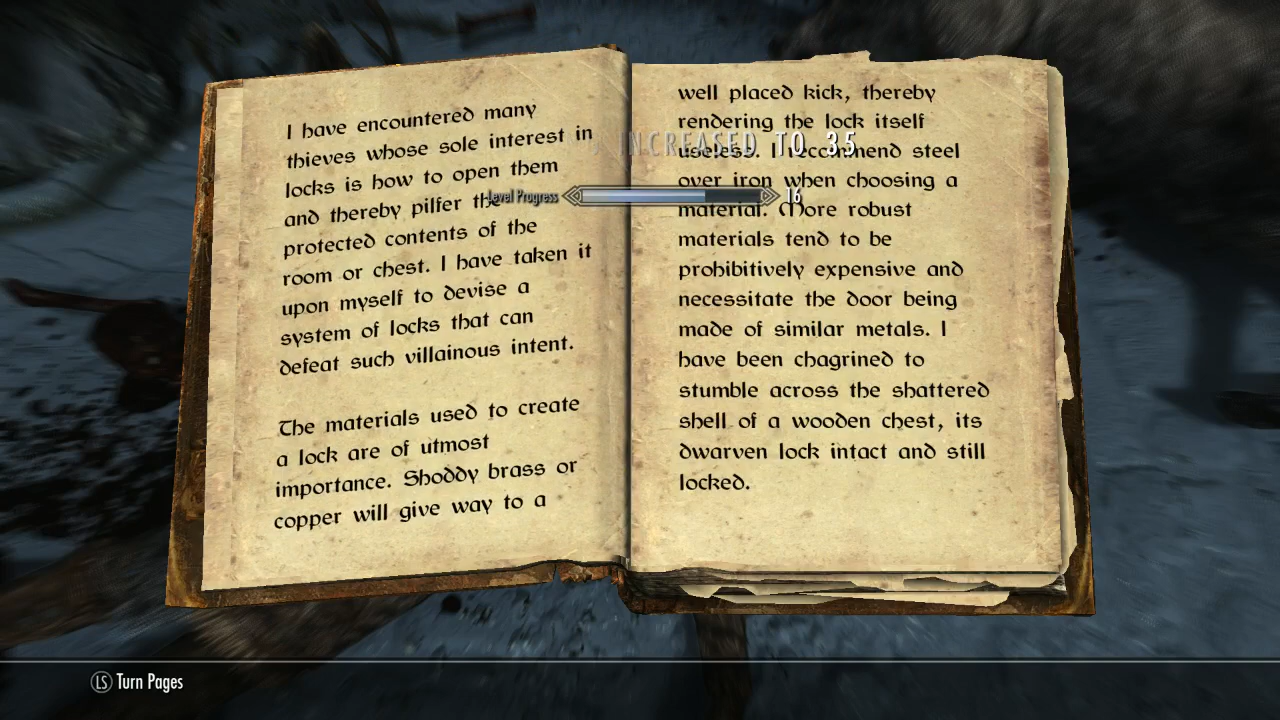 I have encountered many
thieves whose sole interest in
locks is how to open them
and thereby pilfer the
protected contents of the
room or chest. I have taken it
upon myself to devise a
system of locks that can
defeat such villainous intent.
The materials used to create
a lock are of utmost
importance. Shoddy brass or
copper will give way to a
well placed kick, thereby
rendering the lock itself
useless. I recommend steel
over iron when choosing a
material. More robust
materials tend to be
prohibitively expensive and
necessitate the door being
made of similar metals. I
have been chagrined to
stumble across the shattered
shell of a wooden chest, its
dwarven lock intact and still
locked.
INCREASED TO 35
Level Progress 16
LS Turn Pages